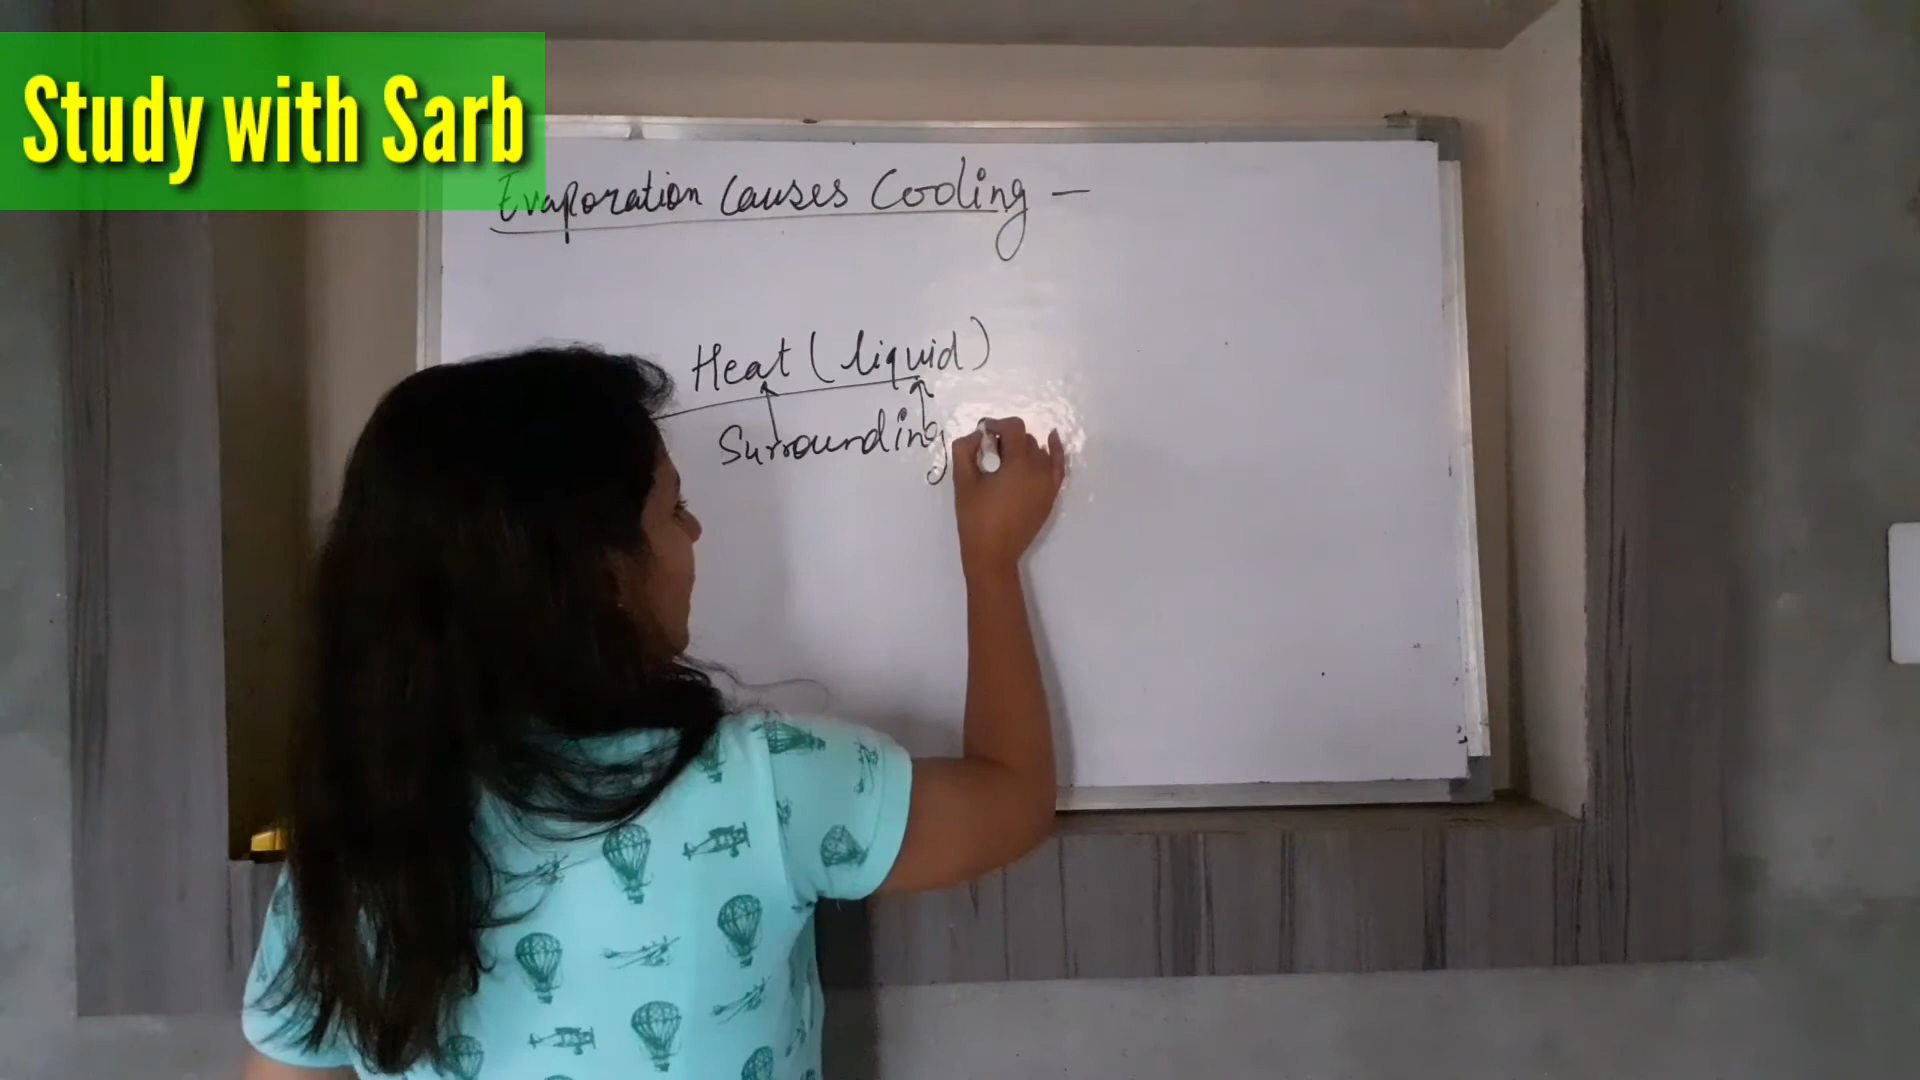 Study with Sarb
Evaporation causes Cooling —
Heat (liquid)
Surrounding